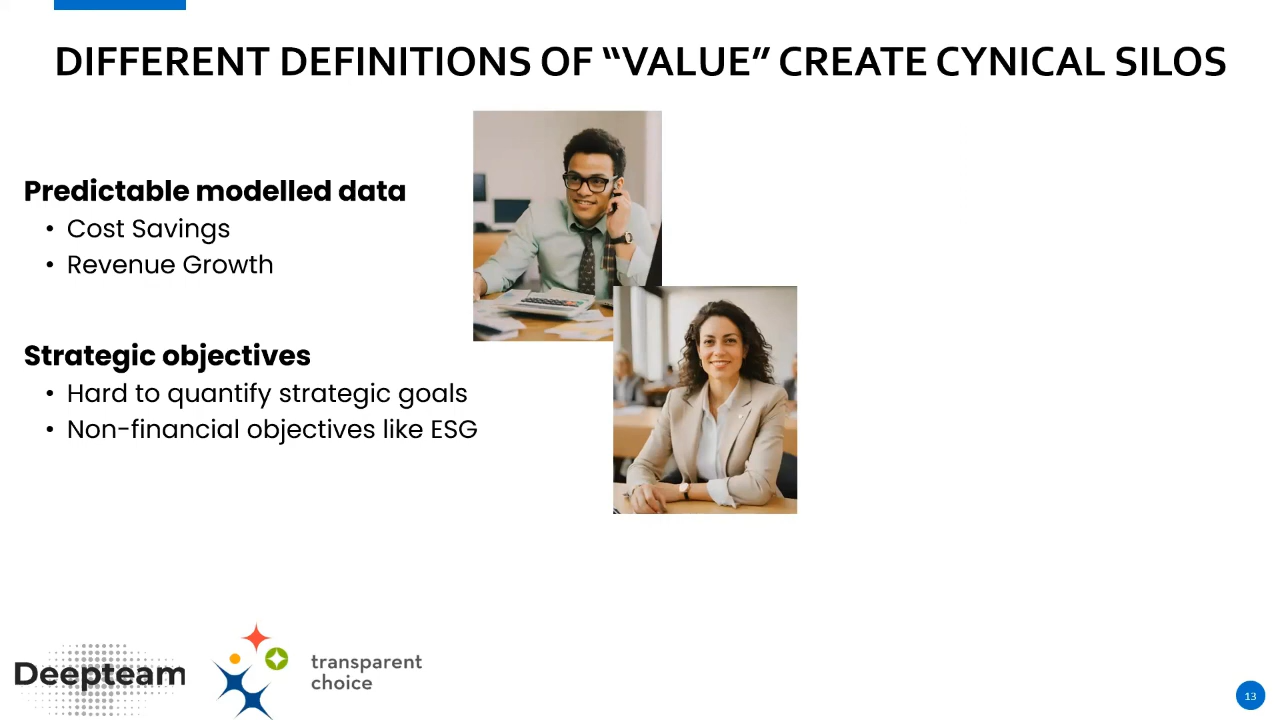 DIFFERENT DEFINITIONS OF “VALUE” CREATE CYNICAL SILOS
Predictable modelled data
• Cost Savings
• Revenue Growth
Strategic objectives
• Hard to quantify strategic goals
• Non-financial objectives like ESG
Deepteam
transparent
choice
13